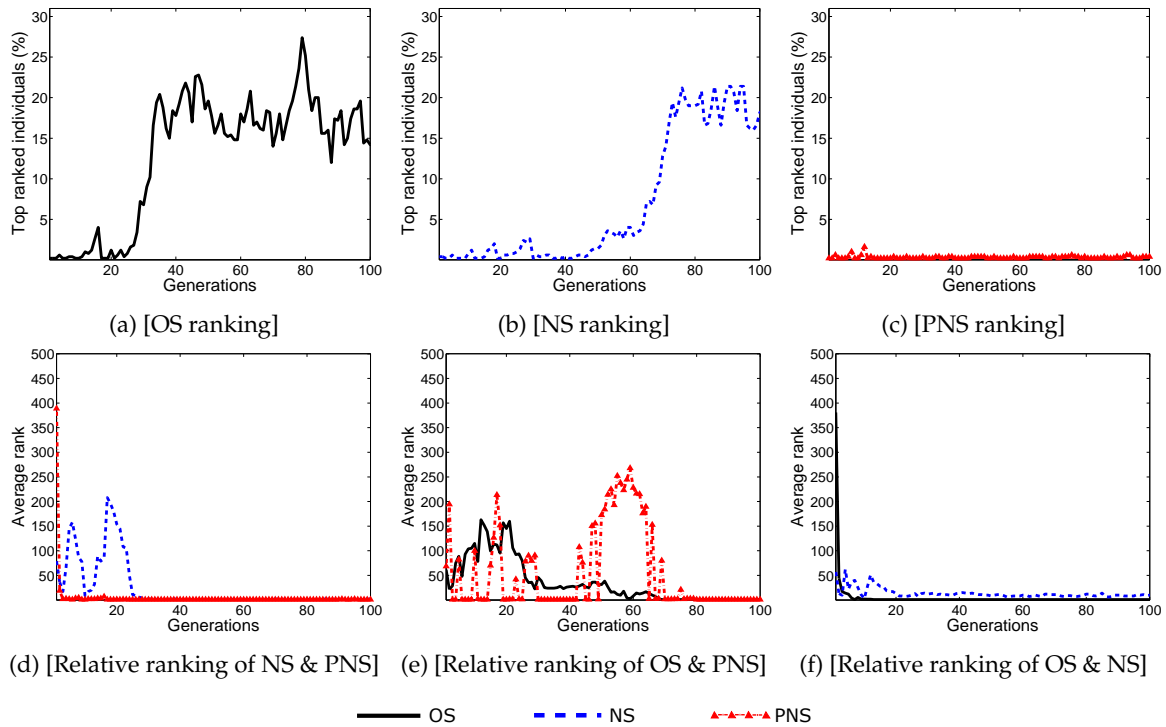 Top ranked individuals (%)
30
25
20
15
10
5
20 40 60 80 100
Generations
(a) [OS ranking]
Top ranked individuals (%)
30
25
20
15
10
5
20 40 60 80 100
Generations
(b) [NS ranking]
Top ranked individuals (%)
30
25
20
15
10
5
20 40 60 80 100
Generations
(c) [PNS ranking]
Average rank
500
450
400
350
300
250
200
150
100
50
20 40 60 80 100
Generations
(d) [Relative ranking of NS & PNS]
Average rank
500
450
400
350
300
250
200
150
100
50
20 40 60 80 100
Generations
(e) [Relative ranking of OS & PNS]
Average rank
500
450
400
350
300
250
200
150
100
50
20 40 60 80 100
Generations
(f) [Relative ranking of OS & NS]
OS NS PNS